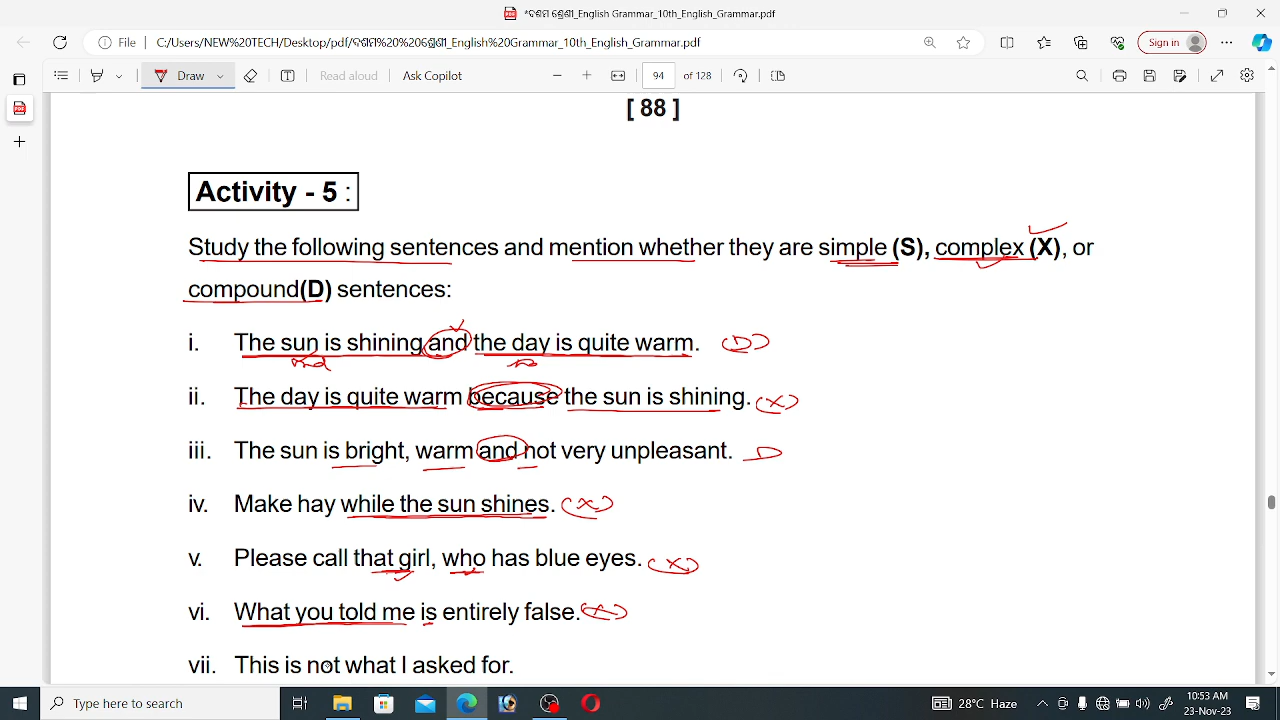 _English Grammar_10th_English_Grammar.pdf
File C:/Users/NEW%20TECH/Desktop/pdf/ _English Grammar_10th_English_Grammar.pdf Sign in
Draw Read aloud Ask Copilot 94 of 128
[ 88 ]
Activity - 5 :
Study the following sentences and mention whether they are simple (S), complex (X), or
compound(D) sentences:
i. The sun is shining and the day is quite warm. (D)
ii. The day is quite warm because the sun is shining. (X)
iii. The sun is bright, warm and not very unpleasant. D
iv. Make hay while the sun shines. (X)
v. Please call that girl, who has blue eyes. (X)
vi. What you told me is entirely false. (X)
vii. This is not what I asked for.
Type here to search 28°C Haze 10:53 AM
23-Nov-23